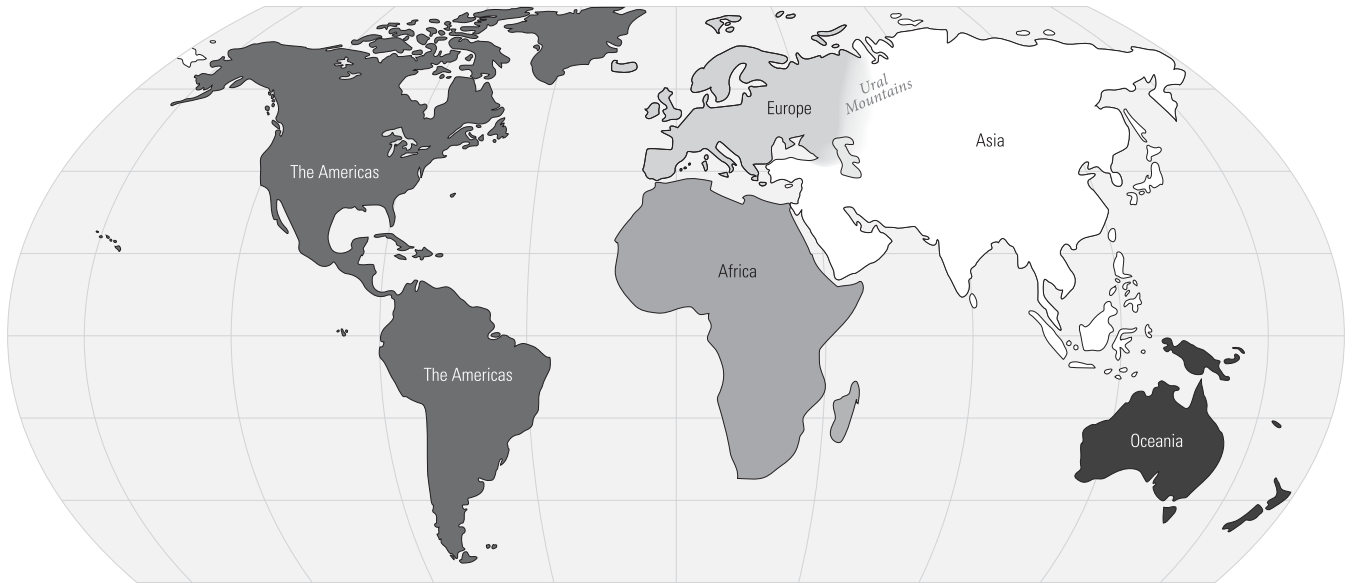 Ural
Mountains
Europe
Asia
The Americas
Africa
The Americas
Oceania